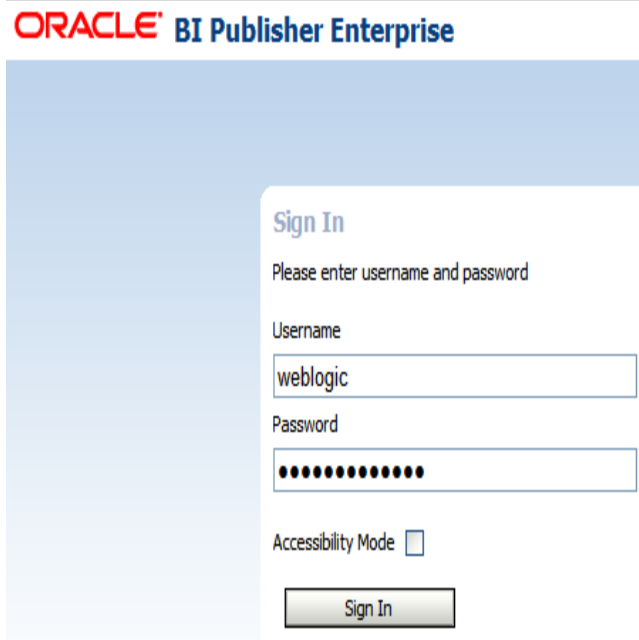 ORACLE BI Publisher Enterprise
Sign In
Please enter username and password
Username
weblogic
Password
●●●●●●●●●●●●●
Accessibility Mode
Sign In